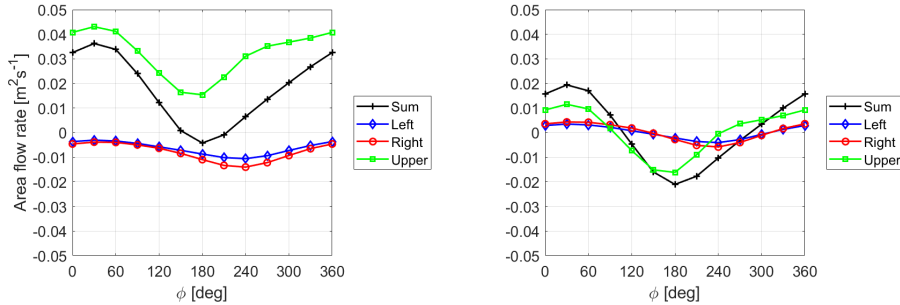 0.05
0.04
0.03
0.02
0.01
0
-0.01
-0.02
-0.03
-0.04
-0.05
Area flow rate [m²s⁻¹]
0 60 120 180 240 300 360
ϕ [deg]
Sum
Left
Right
Upper
0.05
0.04
0.03
0.02
0.01
0
-0.01
-0.02
-0.03
-0.04
-0.05
0 60 120 180 240 300 360
ϕ [deg]
Sum
Left
Right
Upper